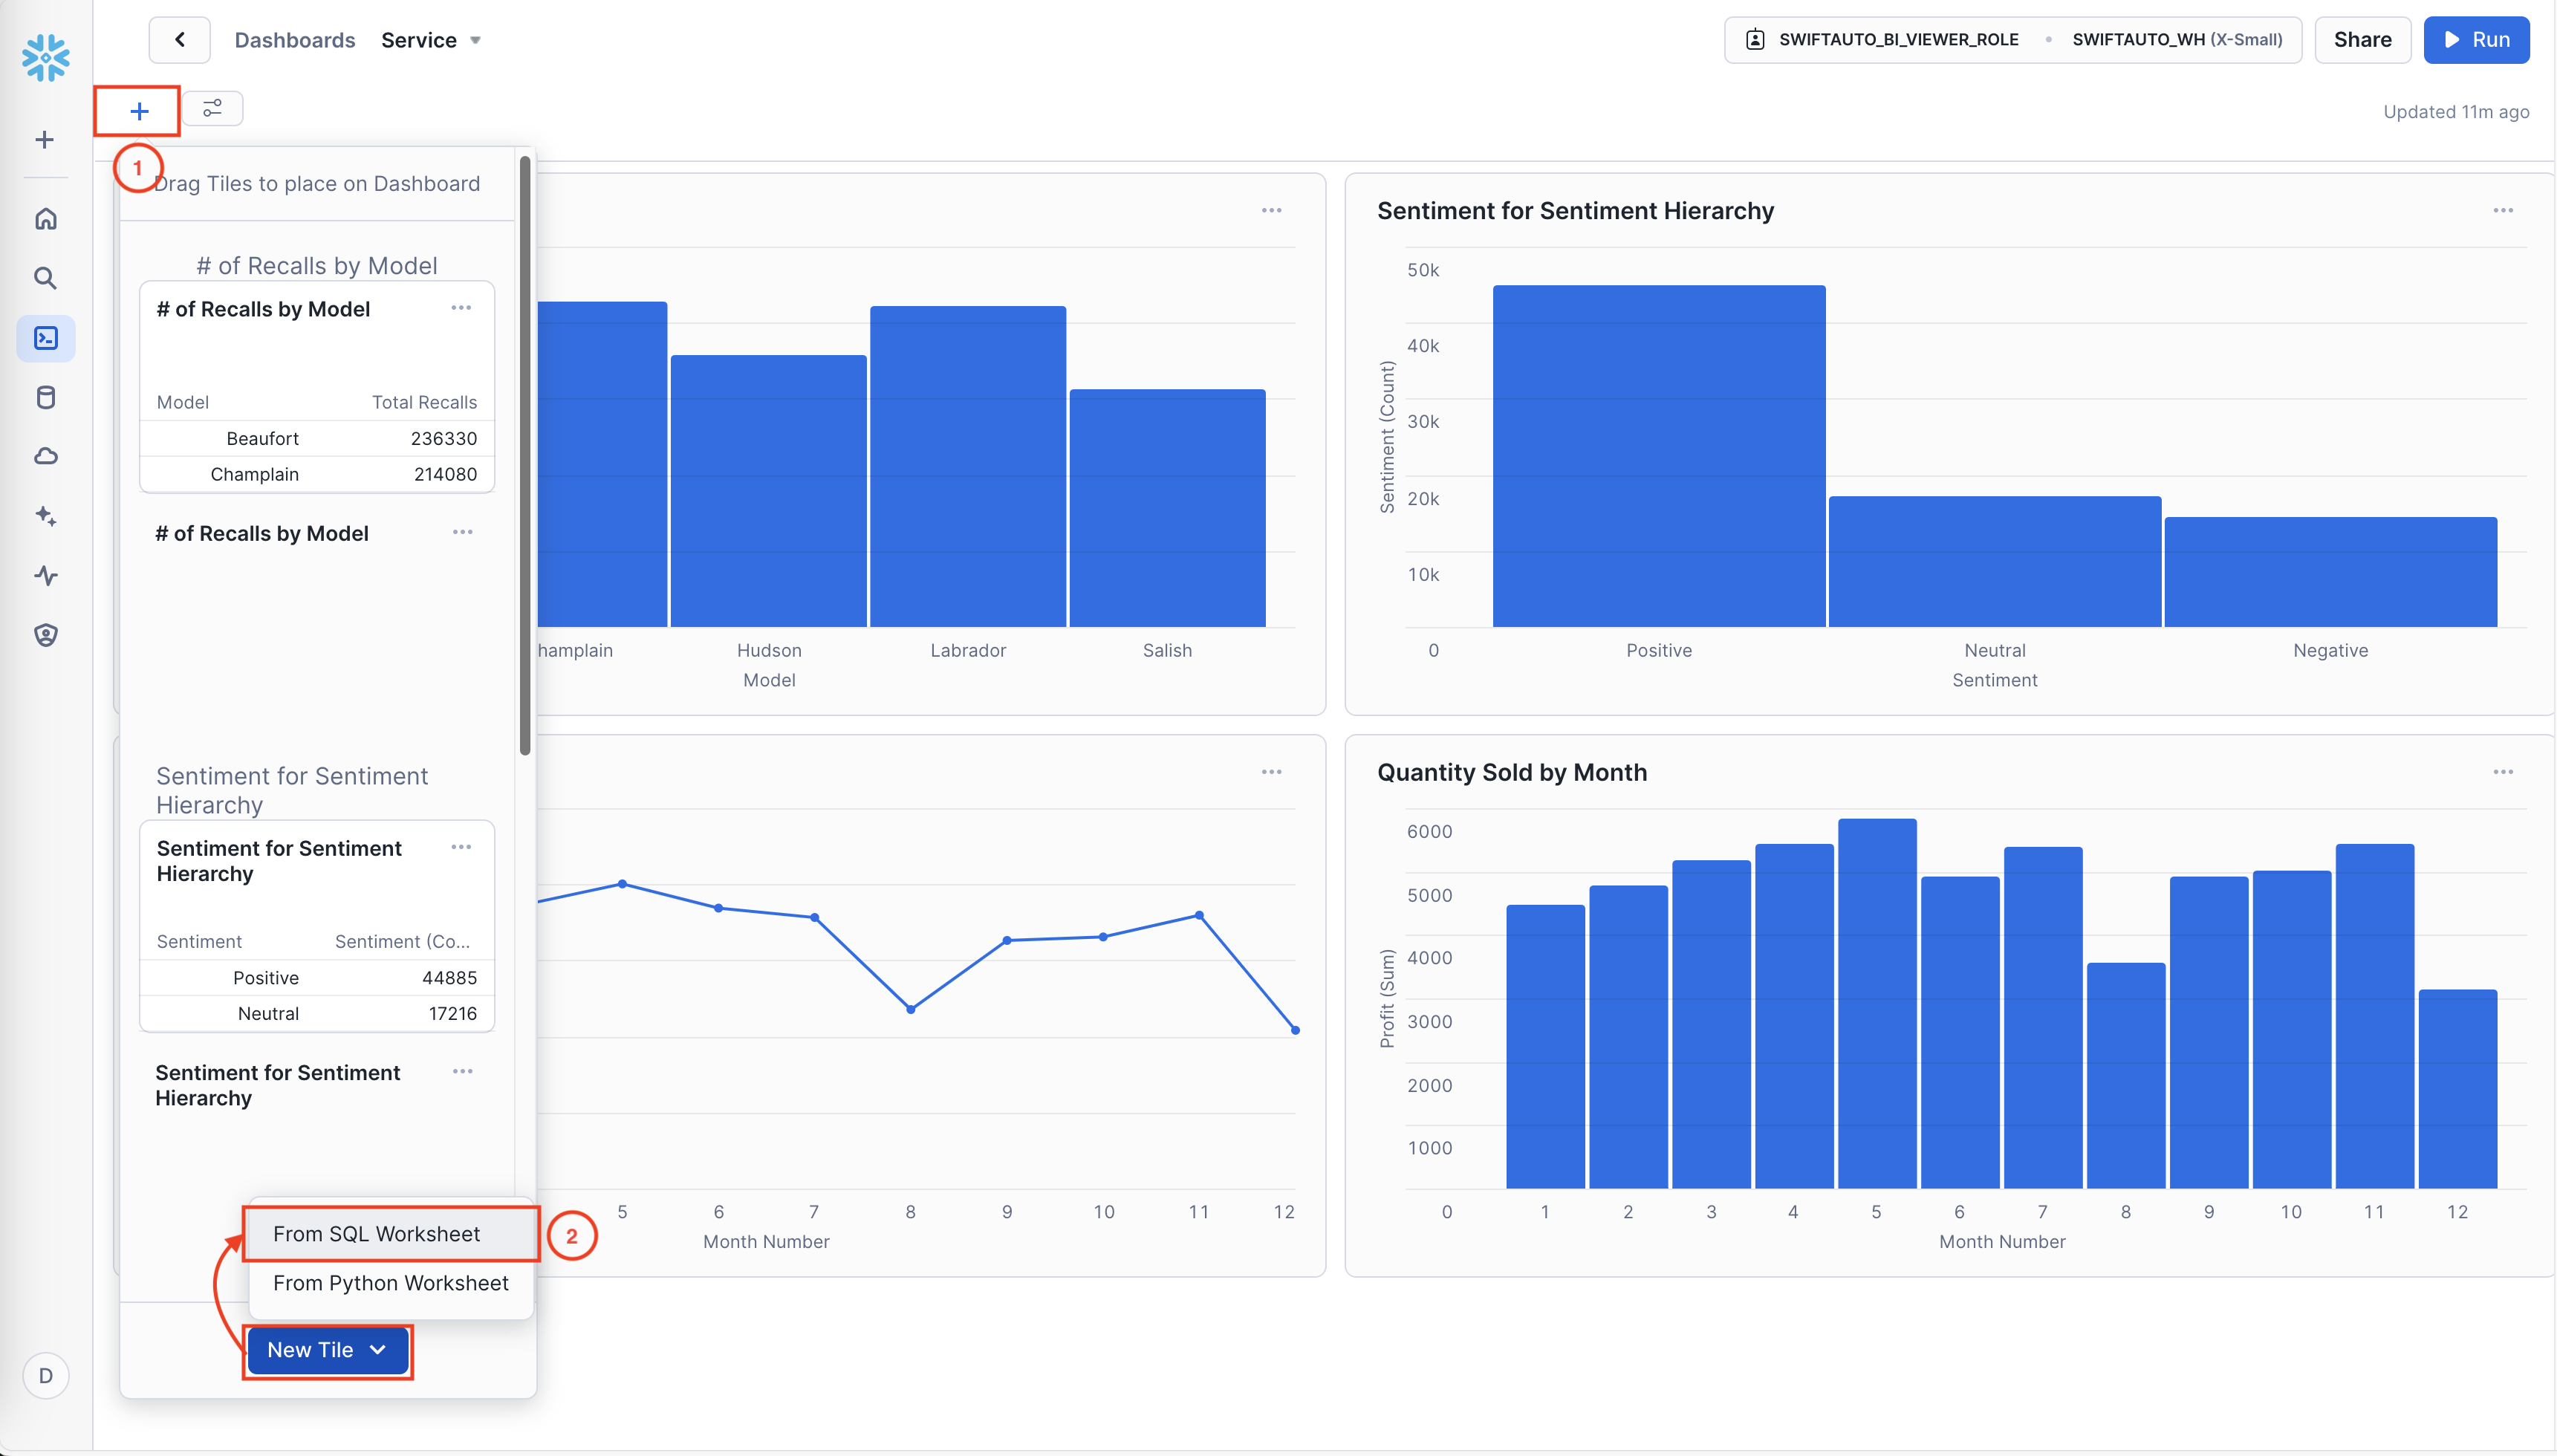 Dashboards
Service
SWIFTAUTO_BI_VIEWER_ROLE • SWIFTAUTO_WH (X-Small)
Share
Run
Updated 11m ago
1
Drag Tiles to place on Dashboard
# of Recalls by Model
# of Recalls by Model
Model Total Recalls
Beaufort 236330
Champlain 214080
# of Recalls by Model
Sentiment for Sentiment
Hierarchy
Sentiment for Sentiment
Hierarchy
Sentiment Sentiment (Co...
Positive 44885
Neutral 17216
Sentiment for Sentiment
Hierarchy
From SQL Worksheet
2
From Python Worksheet
New Tile
D
hamplain Hudson Labrador Salish
Model
Sentiment for Sentiment Hierarchy
Sentiment (Count)
50k
40k
30k
20k
10k
0
Positive Neutral Negative
Sentiment
5 6 7 8 9 10 11 12
Month Number
Quantity Sold by Month
Profit (Sum)
6000
5000
4000
3000
2000
1000
0
1 2 3 4 5 6 7 8 9 10 11 12
Month Number